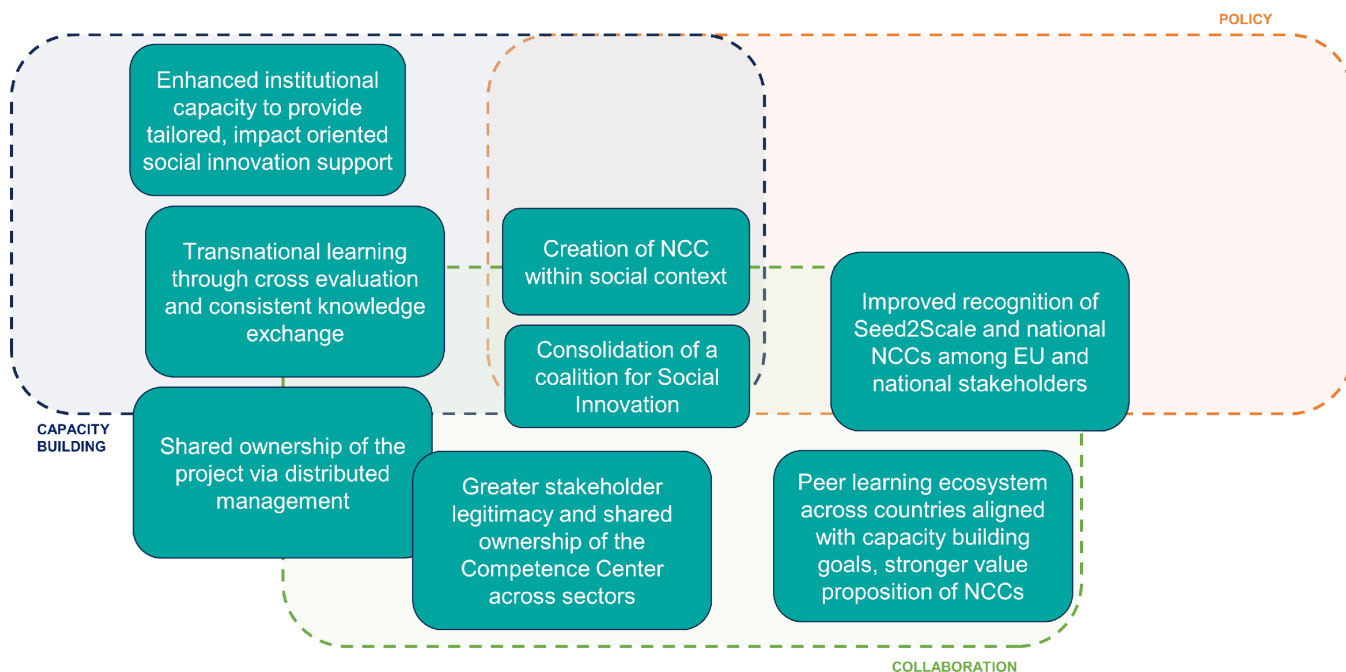 POLICY
Enhanced institutional
capacity to provide
tailored, impact oriented
social innovation support
Transnational learning
through cross evaluation
and consistent knowledge
exchange
Creation of NCC
within social context
Improved recognition of
Seed2Scale and national
NCCs among EU and
national stakeholders
Consolidation of a
coalition for Social
Innovation
CAPACITY
BUILDING
Shared ownership of the
project via distributed
management
Greater stakeholder
legitimacy and shared
ownership of the
Competence Center
across sectors
Peer learning ecosystem
across countries aligned
with capacity building
goals, stronger value
proposition of NCCs
COLLABORATION